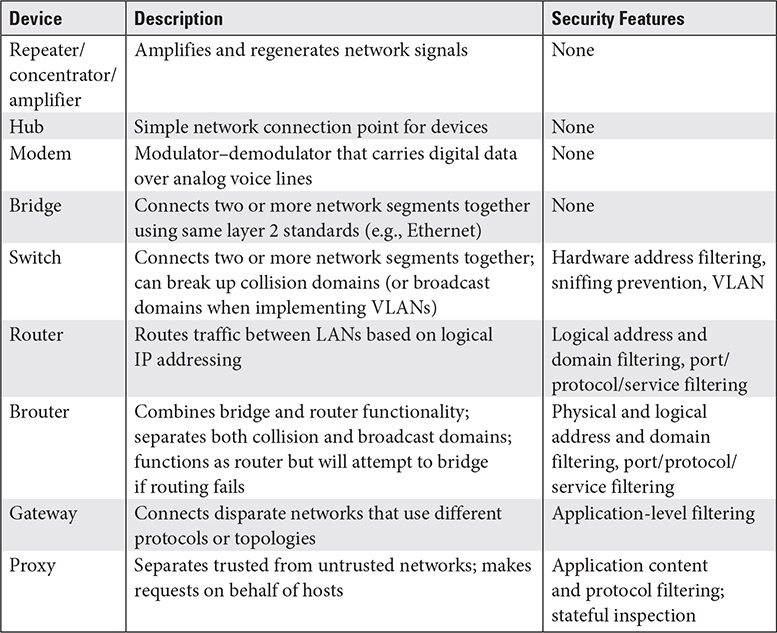 Device Description Security Features
Repeater/ Amplifies and regenerates network signals None
concentrator/
amplifier
Hub Simple network connection point for devices None
Modem Modulator–demodulator that carries digital data None
over analog voice lines
Bridge Connects two or more network segments together None
using same layer 2 standards (e.g., Ethernet)
Switch Connects two or more network segments together; Hardware address filtering,
can break up collision domains (or broadcast sniffing prevention, VLAN
domains when implementing VLANs)
Router Routes traffic between LANs based on logical Logical address and
IP addressing domain filtering, port/
protocol/service filtering
Brouter Combines bridge and router functionality; Physical and logical
separates both collision and broadcast domains; address and domain
functions as router but will attempt to bridge filtering, port/protocol/
if routing fails service filtering
Gateway Connects disparate networks that use different Application-level filtering
protocols or topologies
Proxy Separates trusted from untrusted networks; makes Application content
requests on behalf of hosts and protocol filtering;
stateful inspection